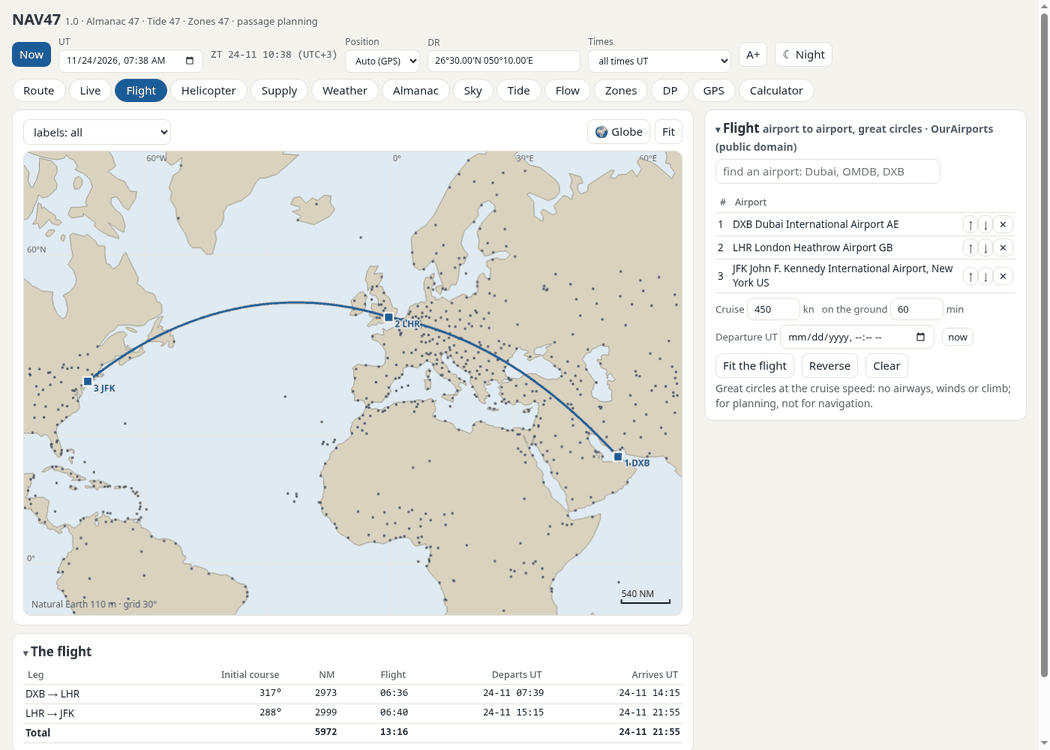 NAV47 1.0 · Almanac 47 · Tide 47 · Zones 47 · passage planning
UT Position DR Times
Now 11/24/2026, 07:38 AM ZT 24-11 10:38 (UTC+3) Auto (GPS) 26°30.00'N 050°10.00'E all times UT A+ ☾ Night
Route Live Flight Helicopter Supply Weather Almanac Sky Tide Flow Zones DP GPS Calculator
labels: all Globe Fit
60°W 0° 30°E 60°E
60°N
2 LHR
3 JFK
1 DXB
0°
540 NM
Natural Earth 110 m · grid 30°
▾ Flight airport to airport, great circles · OurAirports
(public domain)
find an airport: Dubai, OMDB, DXB
# Airport
1 DXB Dubai International Airport AE ↑ ↓ ✕
2 LHR London Heathrow Airport GB ↑ ↓ ✕
3 JFK John F. Kennedy International Airport, New
York US ↑ ↓ ✕
Cruise 450 kn on the ground 60 min
Departure UT mm/dd/yyyy, --:-- -- now
Fit the flight Reverse Clear
Great circles at the cruise speed: no airways, winds or climb;
for planning, not for navigation.
▾ The flight
Leg Initial course NM Flight Departs UT Arrives UT
DXB → LHR 317° 2973 06:36 24-11 07:39 24-11 14:15
LHR → JFK 288° 2999 06:40 24-11 15:15 24-11 21:55
Total 5972 13:16 24-11 21:55